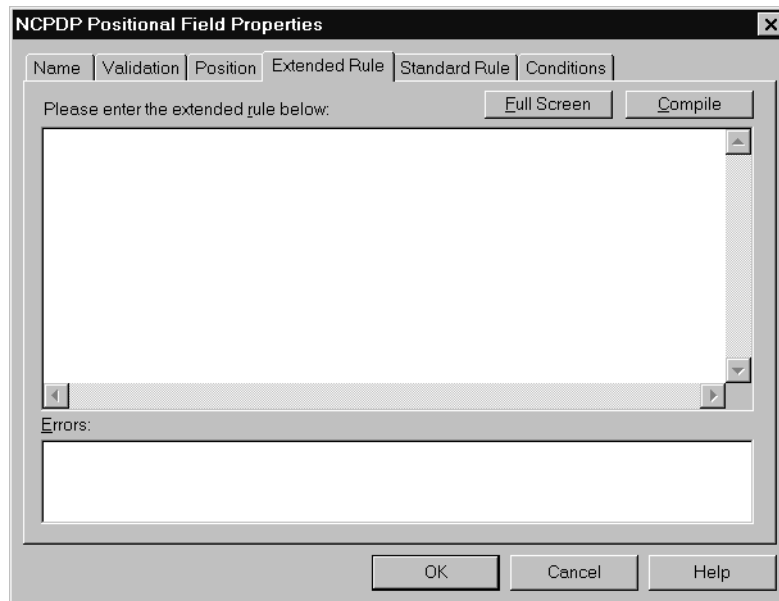 NCPDP Positional Field Properties
Name Validation Position Extended Rule Standard Rule Conditions
Please enter the extended rule below: Full Screen Compile
Errors:
OK Cancel Help